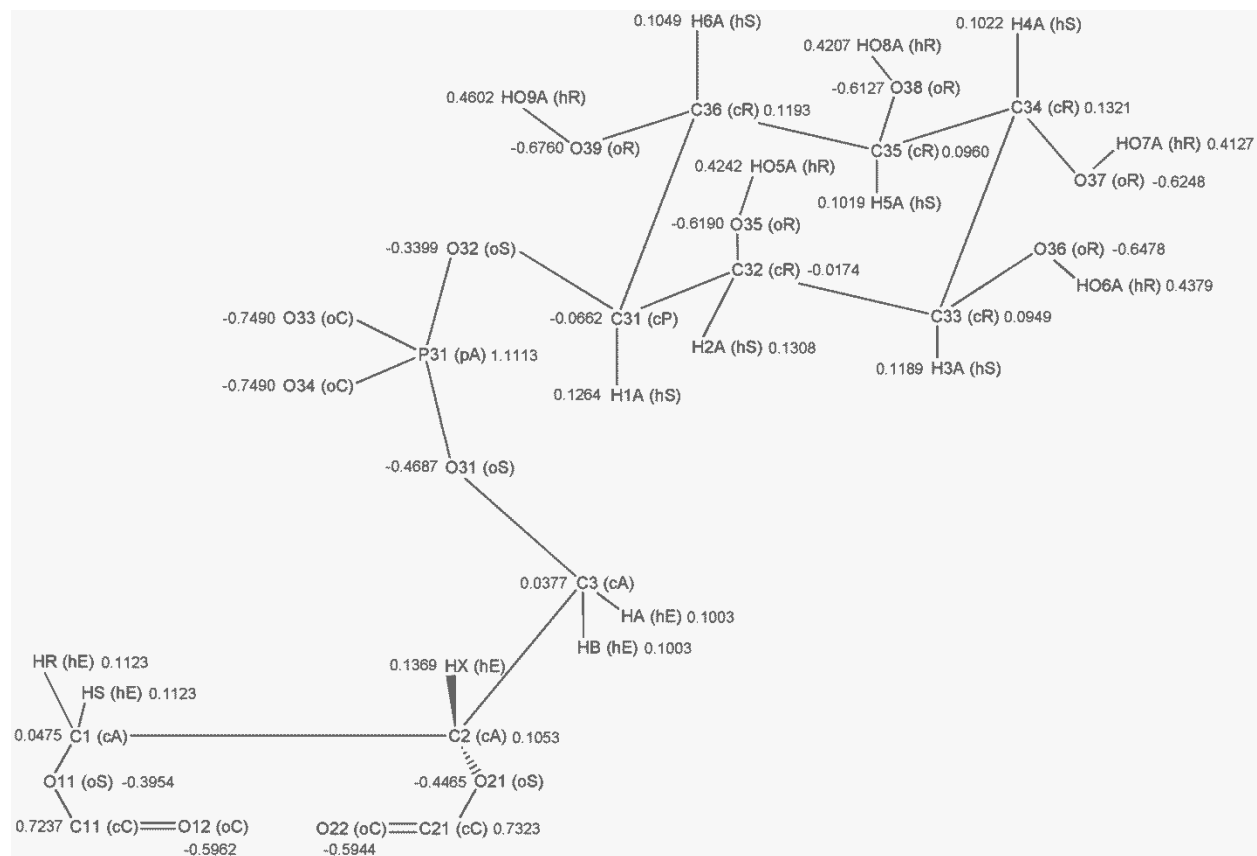 0.1049 H6A (hS)
0.1022 H4A (hS)
0.4207 HO8A (hR)
-0.6127 O38 (oR)
0.4602 HO9A (hR)
C36 (cR) 0.1193
C34 (cR) 0.1321
-0.6760 O39 (oR)
C35 (cR) 0.0960
HO7A (hR) 0.4127
0.4242 HO5A (hR)
O37 (oR) -0.6248
0.1019 H5A (hS)
-0.6190 O35 (oR)
-0.3399 O32 (oS)
O36 (oR) -0.6478
C32 (cR) -0.0174
HO6A (hR) 0.4379
-0.7490 O33 (oC)
-0.0662 C31 (cP)
C33 (cR) 0.0949
H2A (hS) 0.1308
P31 (pA) 1.1113
0.1189 H3A (hS)
-0.7490 O34 (oC)
0.1264 H1A (hS)
-0.4687 O31 (oS)
0.0377 C3 (cA)
HA (hE) 0.1003
HB (hE) 0.1003
HR (hE) 0.1123
0.1369 HX (hE)
HS (hE) 0.1123
0.0475 C1 (cA)
C2 (cA) 0.1053
O11 (oS) -0.3954
-0.4465 O21 (oS)
0.7237 C11 (cC) O12 (oC)
O22 (oC) C21 (cC) 0.7323
-0.5962
-0.5944